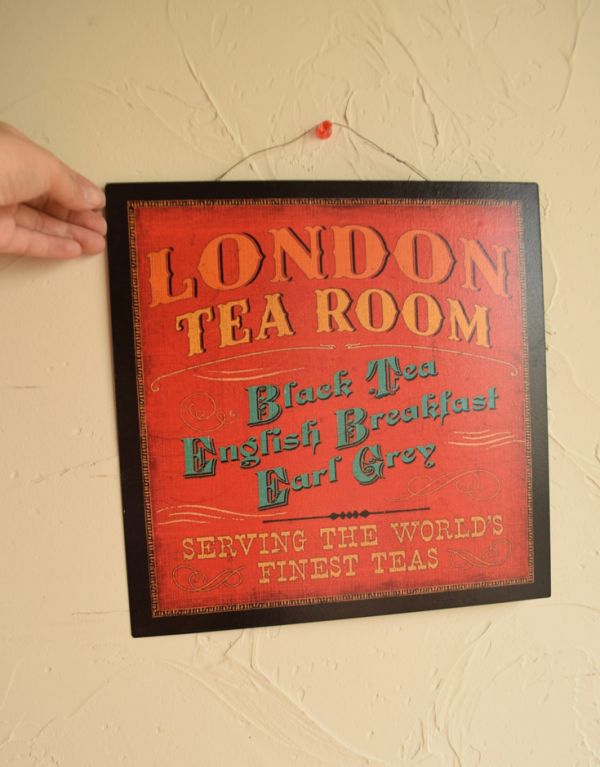 LONDON
TEA ROOM
Black Tea
English Breakfast
Earl Grey
SERVING THE WORLD'S
FINEST TEAS